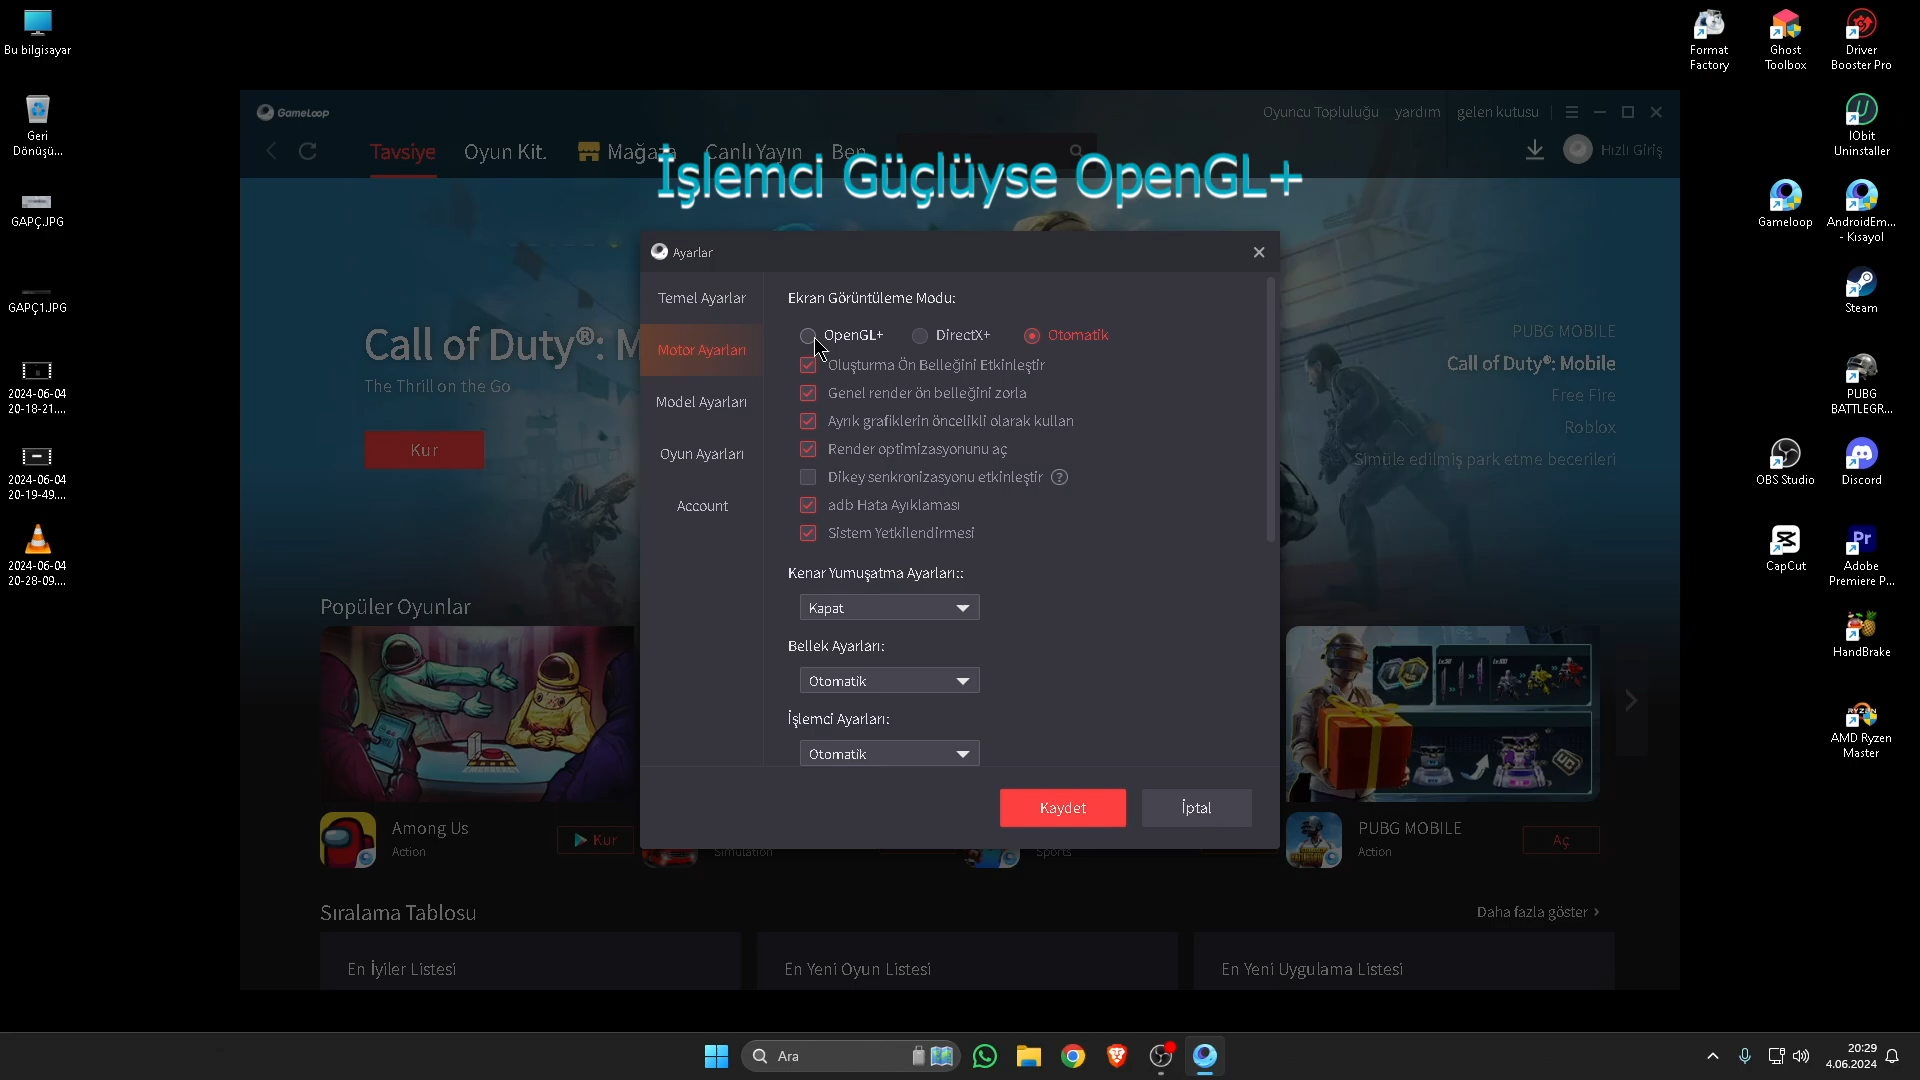 Bu bilgisayar
Geri
Dönüşü...
GAPÇ.JPG
GAPÇ1.JPG
2024-06-04
20-18-21....
2024-06-04
20-19-49....
2024-06-04
20-28-09....
GameLoop
Oyuncu Topluluğu yardım gelen kutusu
Tavsiye Oyun Kit. Mağaza Canlı Yayın Ben
Hızlı Giriş
İşlemci Güçlüyse OpenGL+
Call of Duty®: M
The Thrill on the Go
Kur
PUBG MOBILE
Call of Duty®: Mobile
Free Fire
Roblox
Simüle edilmiş park etme becerileri
Ayarlar
Temel Ayarlar
Motor Ayarları
Model Ayarları
Oyun Ayarları
Account
Ekran Görüntüleme Modu:
OpenGL+ DirectX+ Otomatik
Oluşturma Ön Belleğini Etkinleştir
Genel render ön belleğini zorla
Ayrık grafiklerin öncelikli olarak kullan
Render optimizasyonunu aç
Dikey senkronizasyonu etkinleştir ?
adb Hata Ayıklaması
Sistem Yetkilendirmesi
Kenar Yumuşatma Ayarları::
Kapat
Bellek Ayarları:
Otomatik
İşlemci Ayarları:
Otomatik
Kaydet İptal
Popüler Oyunlar
Among Us
Action
Kur
Simulation
Sports
PUBG MOBILE
Action
Aç
Sıralama Tablosu
Daha fazla göster >
En İyiler Listesi
En Yeni Oyun Listesi
En Yeni Uygulama Listesi
Format
Factory
Ghost
Toolbox
Driver
Booster Pro
IObit
Uninstaller
Gameloop
AndroidEm...
- Kısayol
Steam
PUBG
BATTLEGR...
OBS Studio
Discord
CapCut
Pr
Adobe
Premiere P...
HandBrake
RYZEN
AMD Ryzen
Master
Ara
20:29
4.06.2024